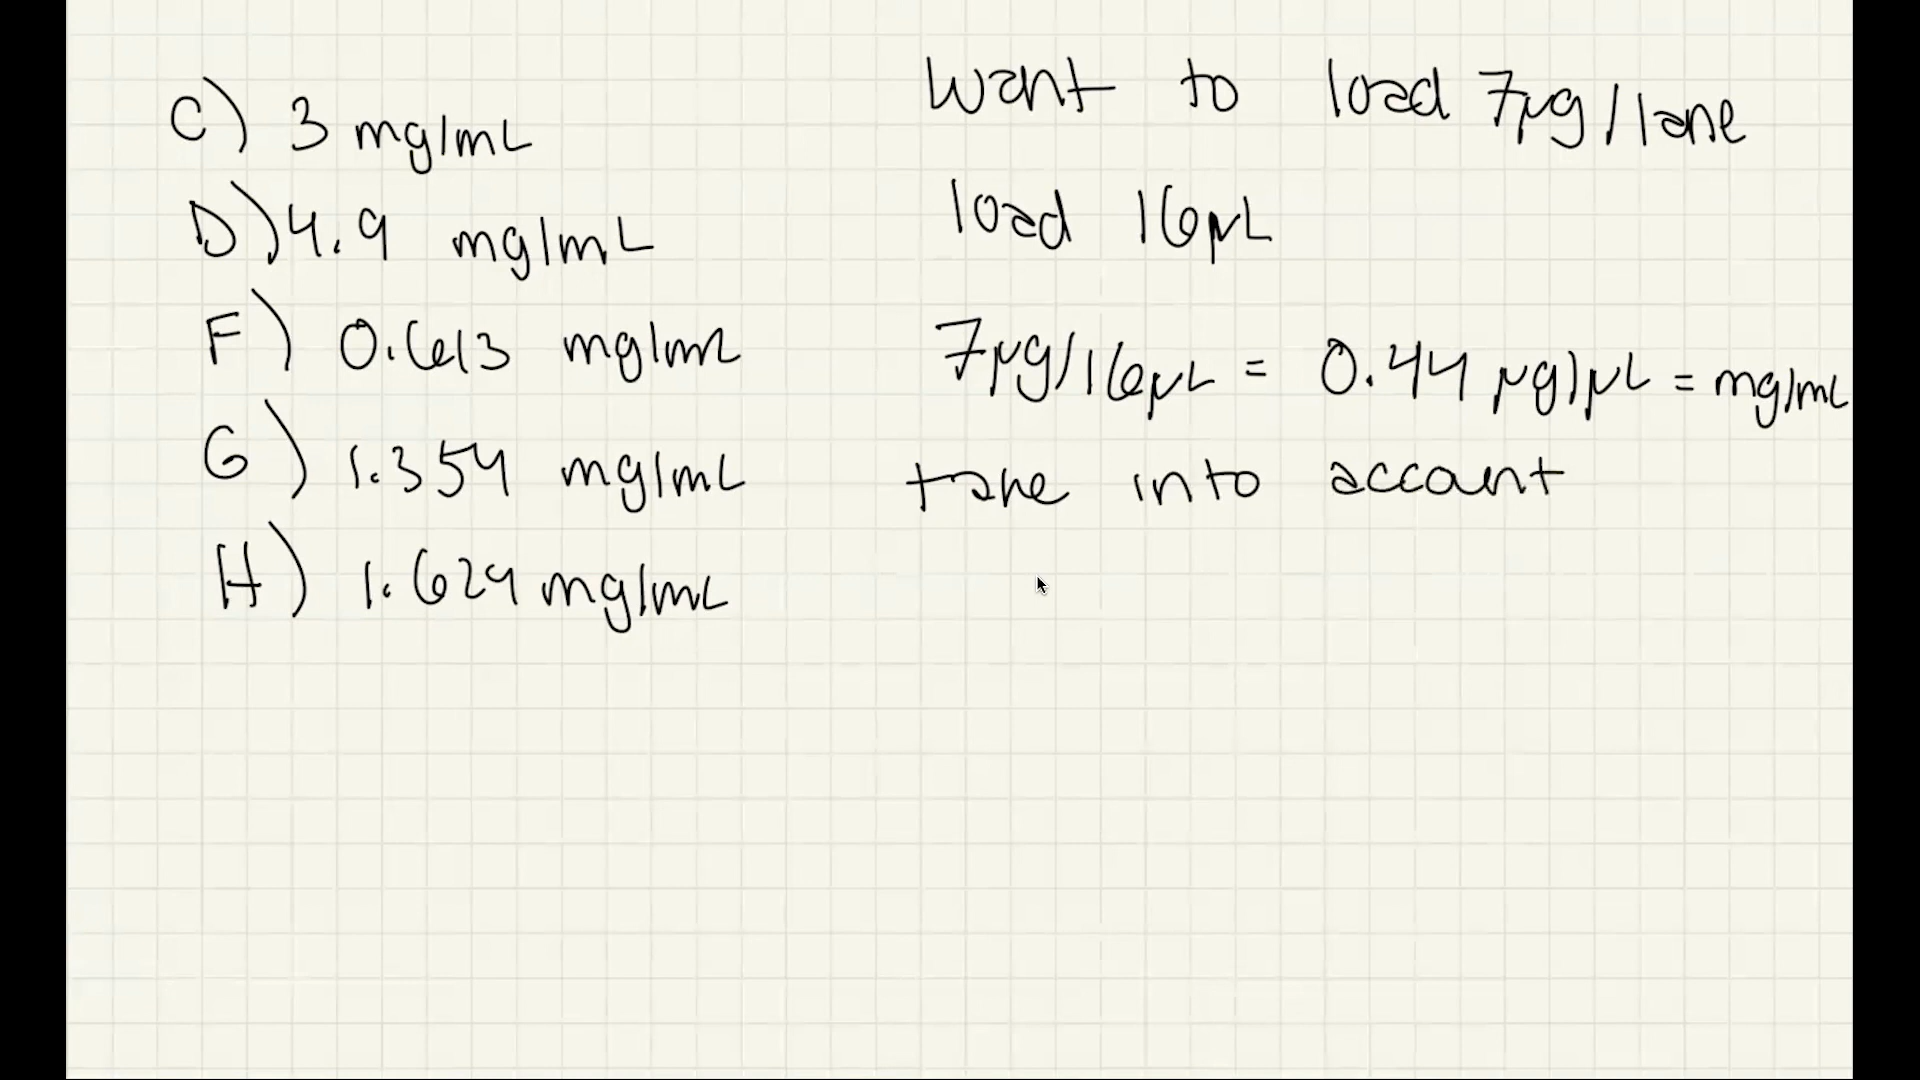 C) 3 mg/mL
D) 4.9 mg/mL
F) 0.613 mg/mL
G) 1.354 mg/mL
H) 1.624 mg/mL
want to load 7μg/lane
load 16μL
7μg/16μL = 0.44 μg/μL = mg/mL
take into account